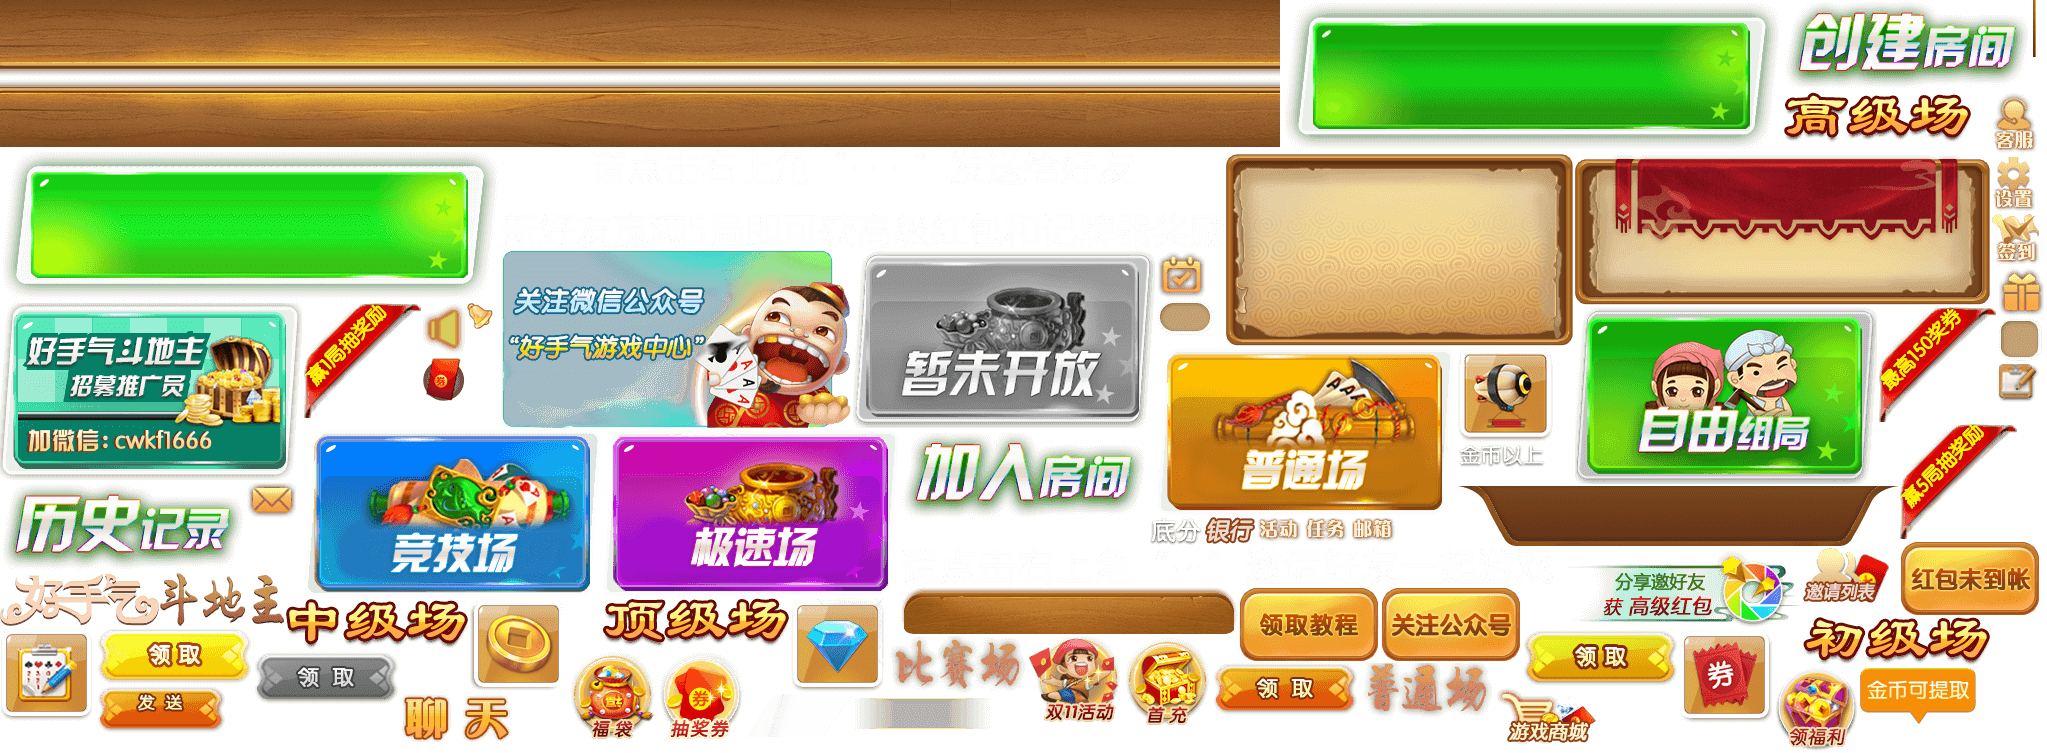 创建房间
高级场
客服
设置
签到
关注微信公众号
“好手气游戏中心”
暂未开放
好手气斗地主
招募推广员
加微信：cwkf1666
赢1局抽奖励
券
自由组局
最高150奖券
普通场
金币以上
加入房间
赢5局抽奖励
历史记录
竞技场
极速场
底分
银行
活动
任务
邮箱
好手气斗地主
中级场
顶级场
分享邀好友
获 高级红包
邀请列表
红包未到帐
领取教程
关注公众号
初级场
领取
领取
发送
聊天
福袋
券
抽奖券
比赛场
双11活动
首充
领取
普通场
领取
游戏商城
券
金币可提取
领福利